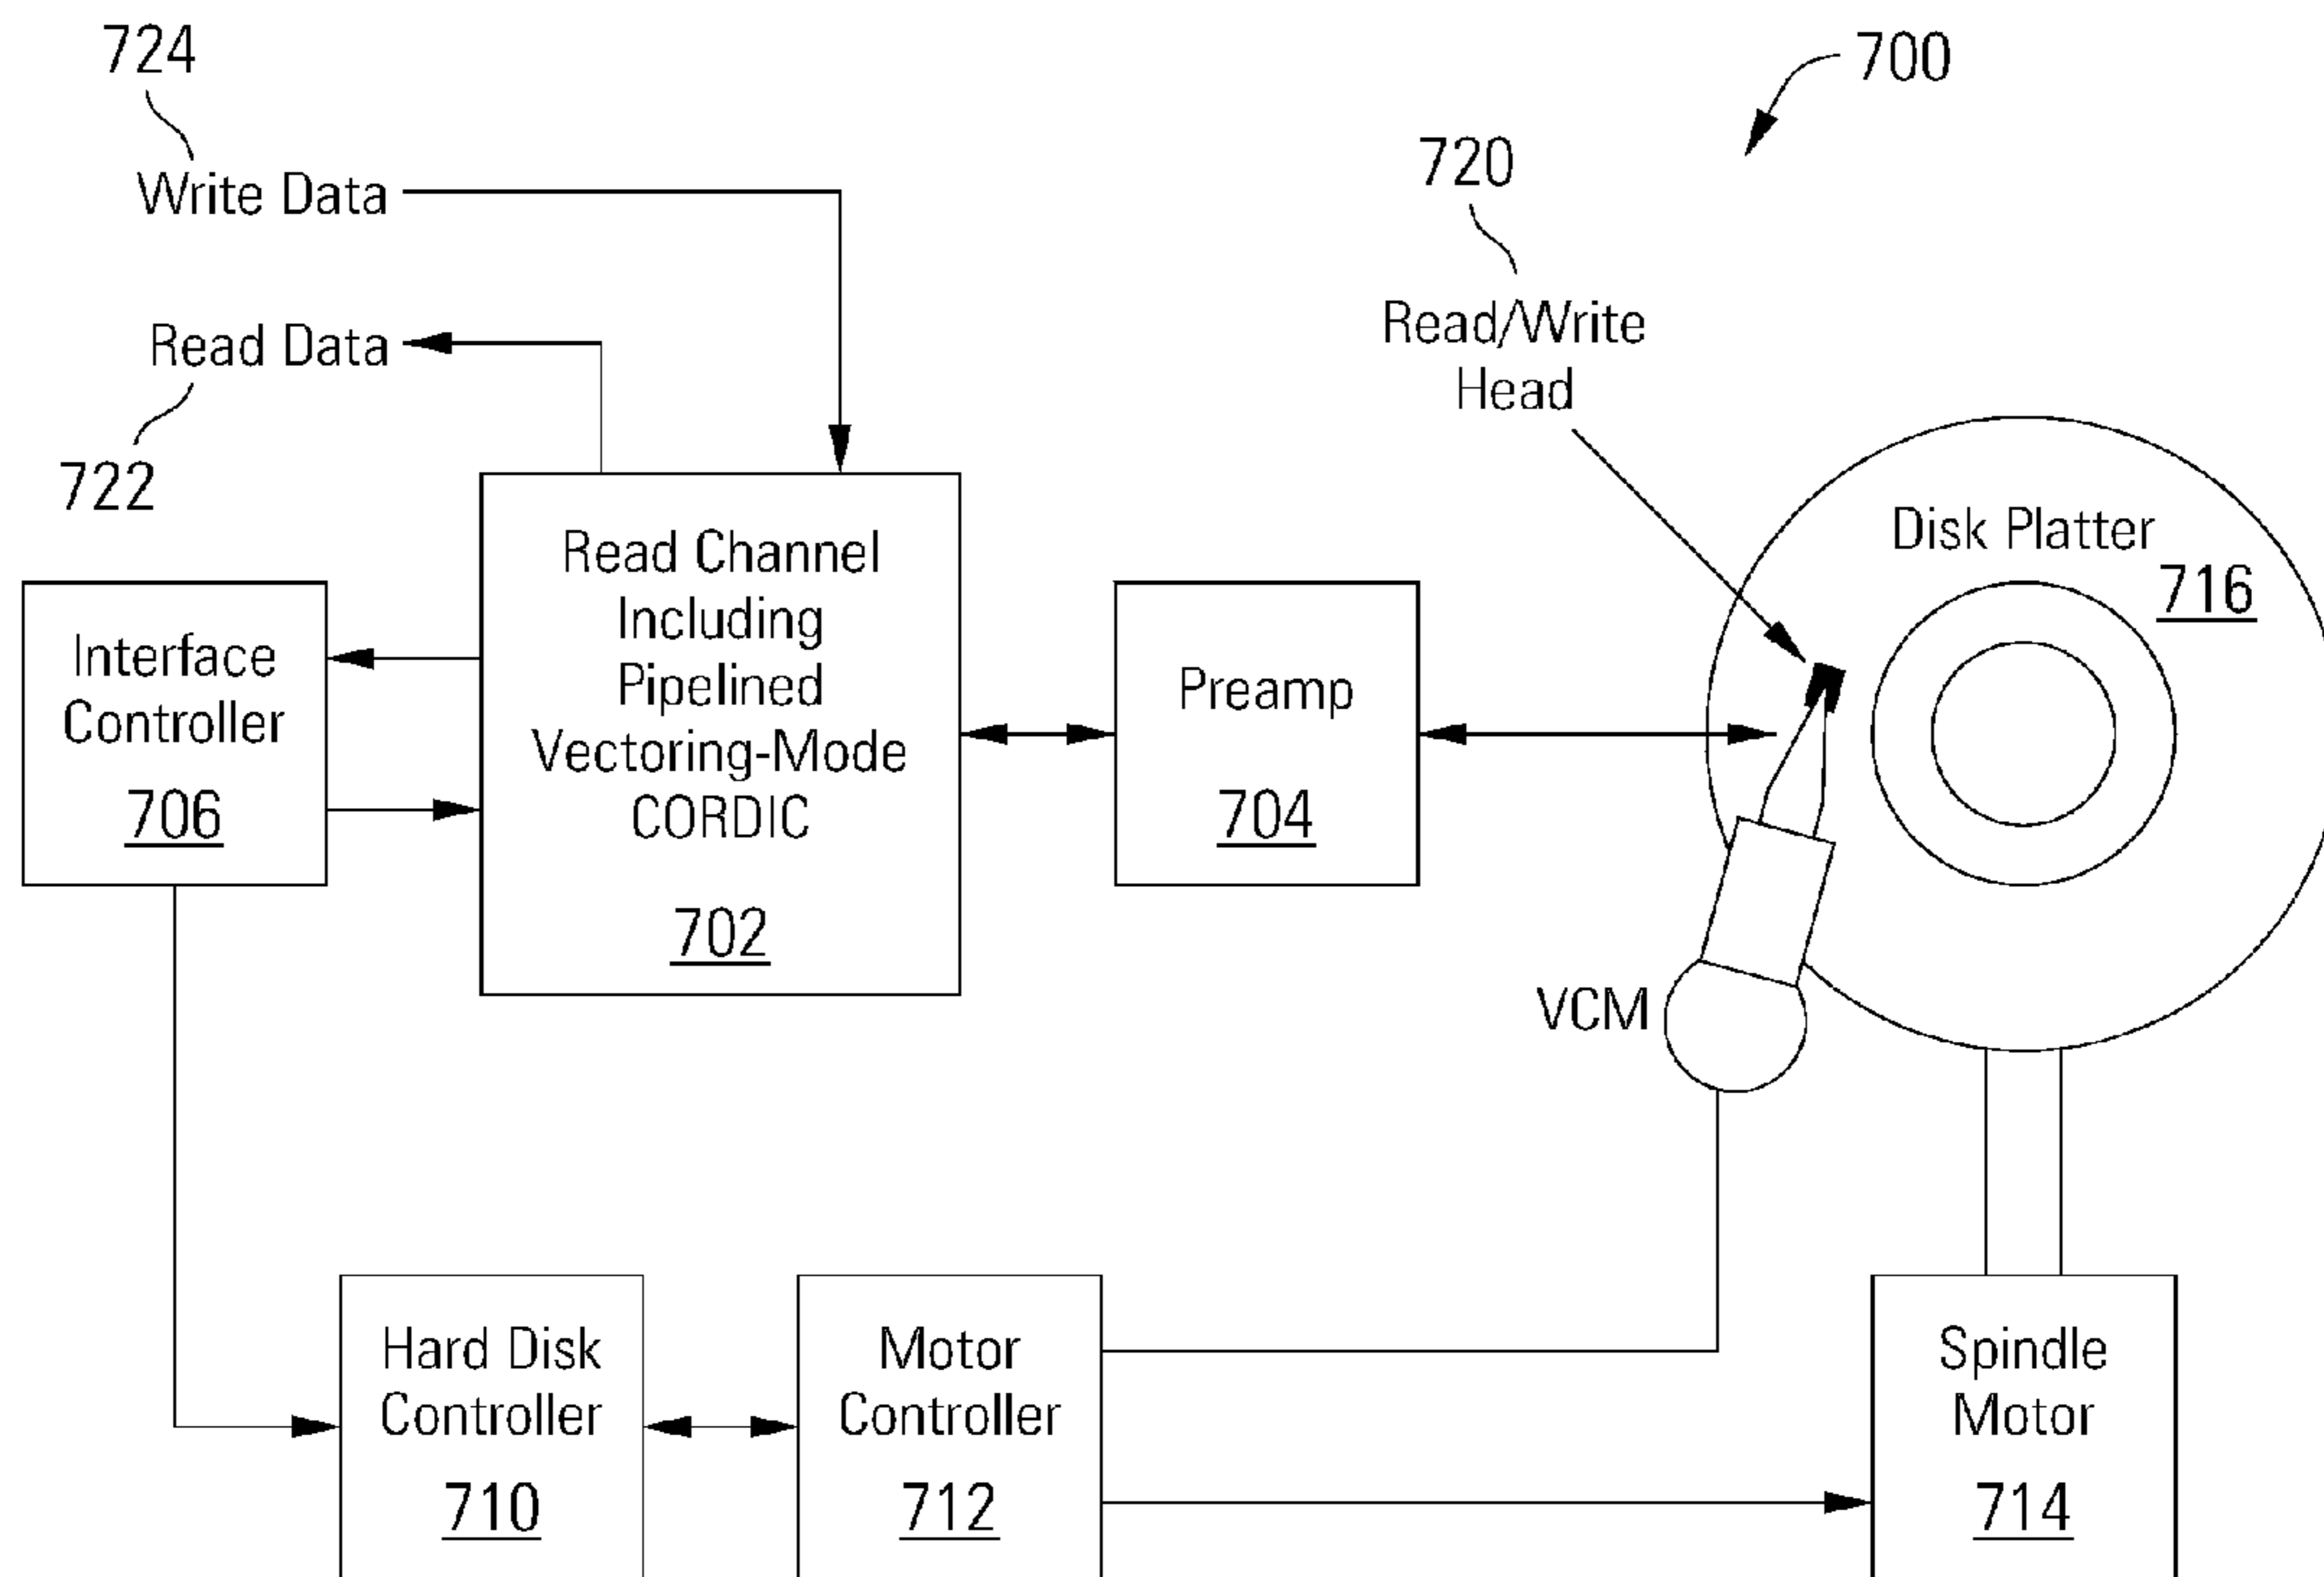 724
Write Data
Read Data
722
700
720
Read/Write
Head
Disk Platter
716
Read Channel
Including
Pipelined
Vectoring-Mode
CORDIC
702
Interface
Controller
706
Preamp
704
VCM
Hard Disk
Controller
710
Motor
Controller
712
Spindle
Motor
714